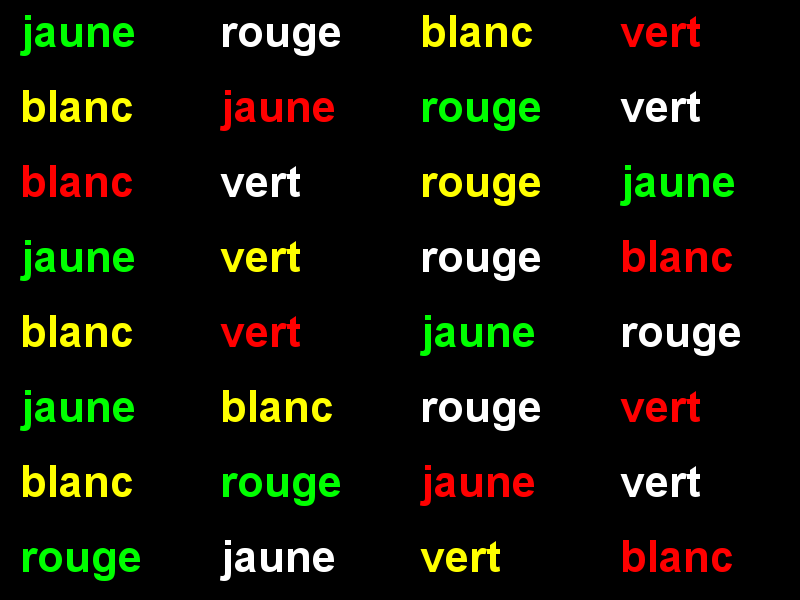 jaune rouge blanc vert
blanc jaune rouge vert
blanc vert rouge jaune
jaune vert rouge blanc
blanc vert jaune rouge
jaune blanc rouge vert
blanc rouge jaune vert
rouge jaune vert blanc